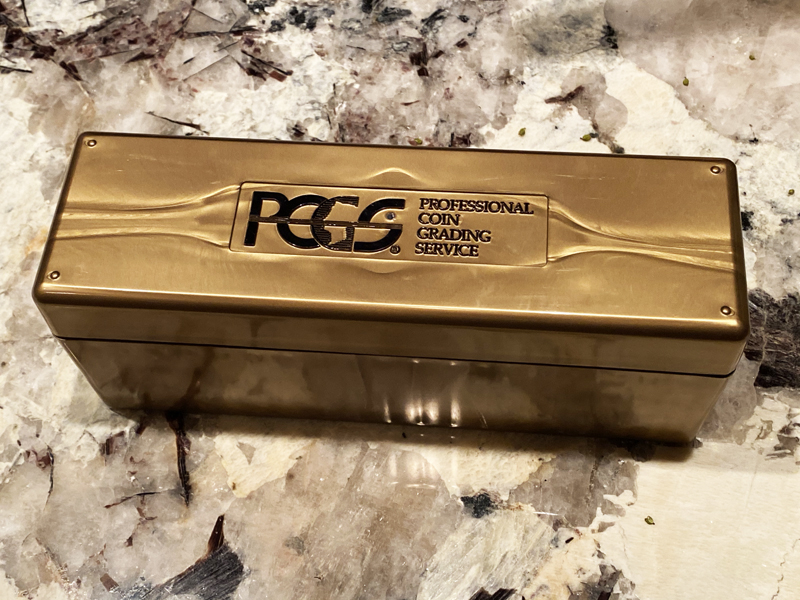 PCGS®
PROFESSIONAL
COIN
GRADING
SERVICE